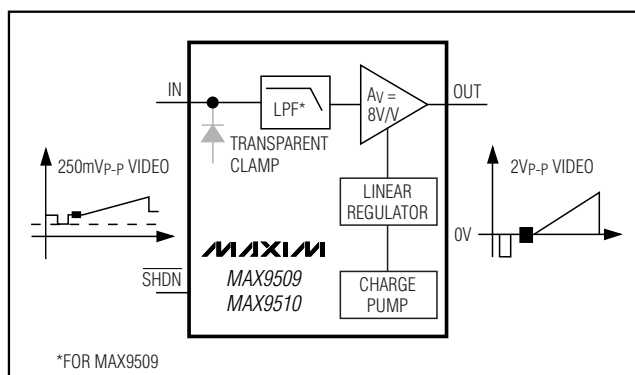 IN
LPF*
AV =
8V/V
OUT
TRANSPARENT
CLAMP
250mVP-P VIDEO
2VP-P VIDEO
LINEAR
REGULATOR
0V
MAXIM
MAX9509
MAX9510
SHDN
CHARGE
PUMP
*FOR MAX9509